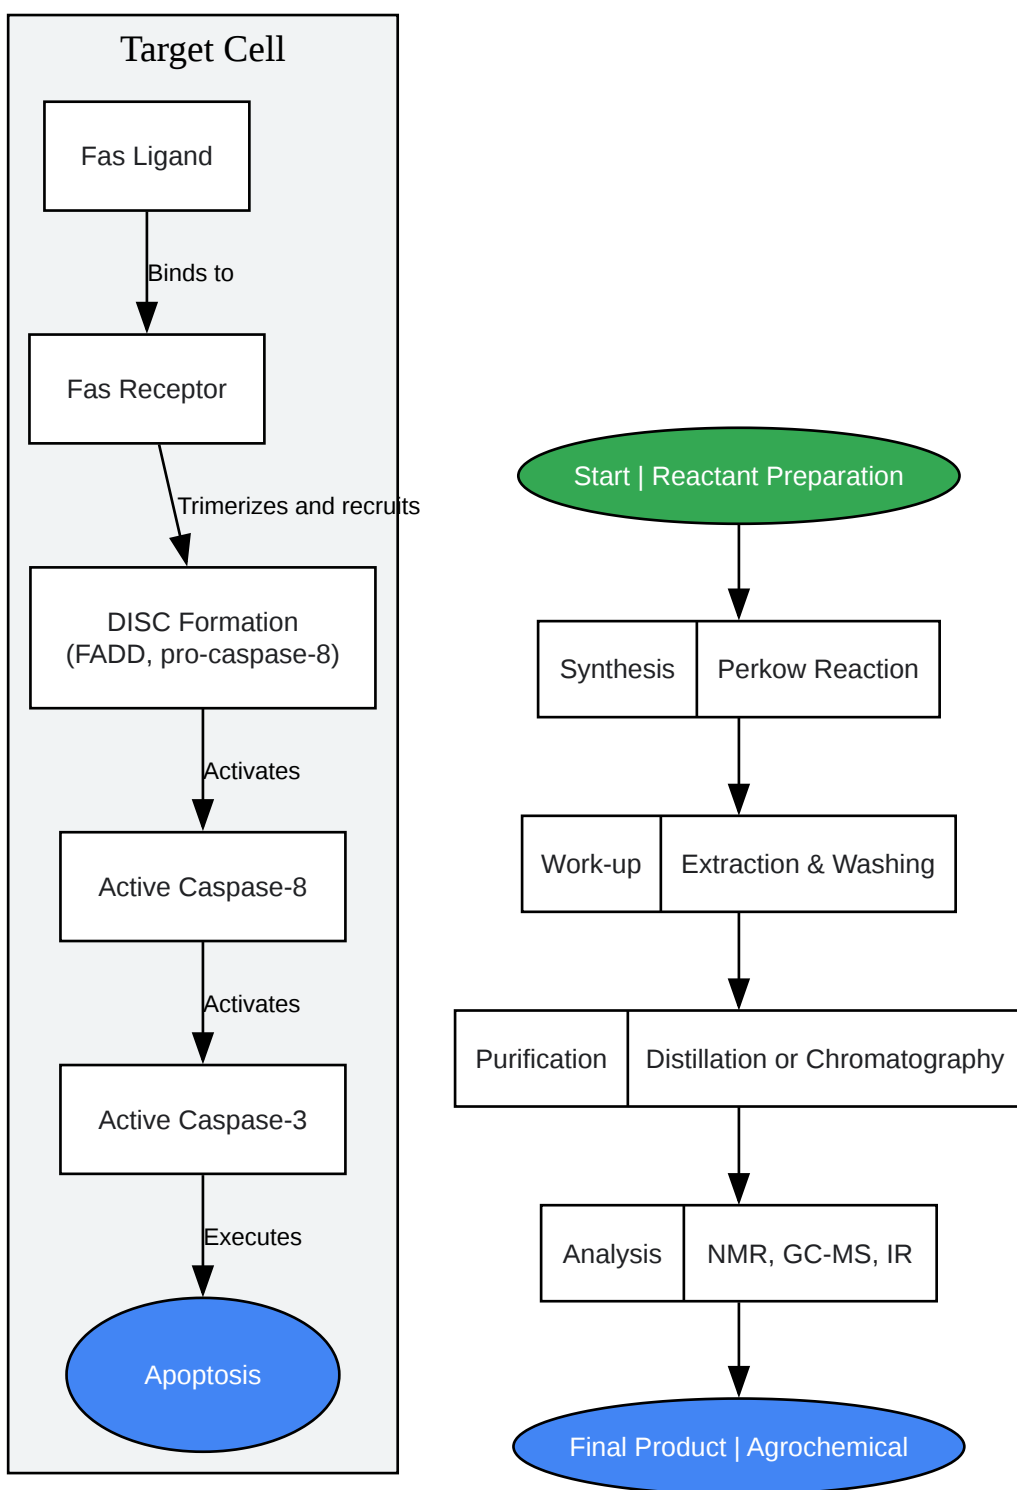 Target Cell
Fas Ligand
Binds to
Fas Receptor
Trimerizes and recruits
DISC Formation
(FADD, pro-caspase-8)
Activates
Active Caspase-8
Activates
Active Caspase-3
Executes
Apoptosis
Start | Reactant Preparation
Synthesis
Perkow Reaction
Work-up
Extraction & Washing
Purification
Distillation or Chromatography
Analysis
NMR, GC-MS, IR
Final Product | Agrochemical